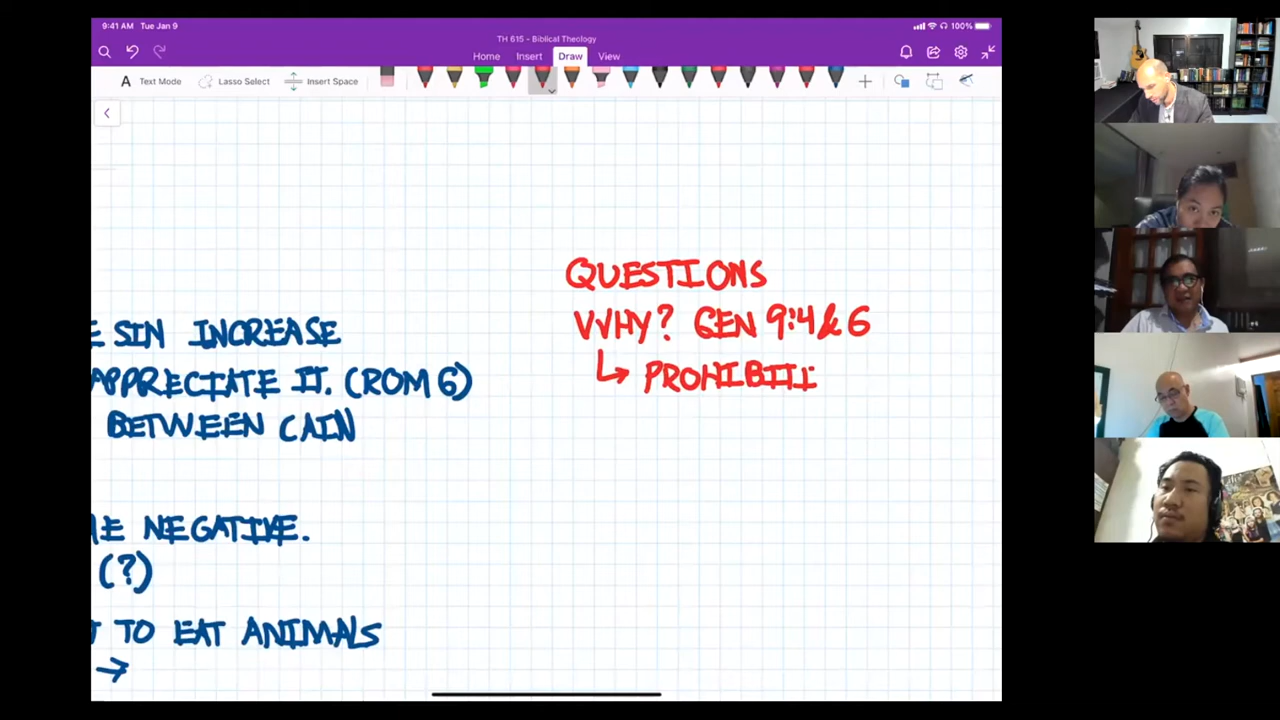 9:41 AM Tue Jan 9
100%
TH 615 - Biblical Theology
Home Insert Draw View
Text Mode Lasso Select Insert Space
QUESTIONS
WHY? GEN 9:4 & 6
↳ PROHIBITI
SIN INCREASE
APPRECIATE IT. (ROM 6)
BETWEEN CAIN
NEGATIVE.
(?)
TO EAT ANIMALS
→